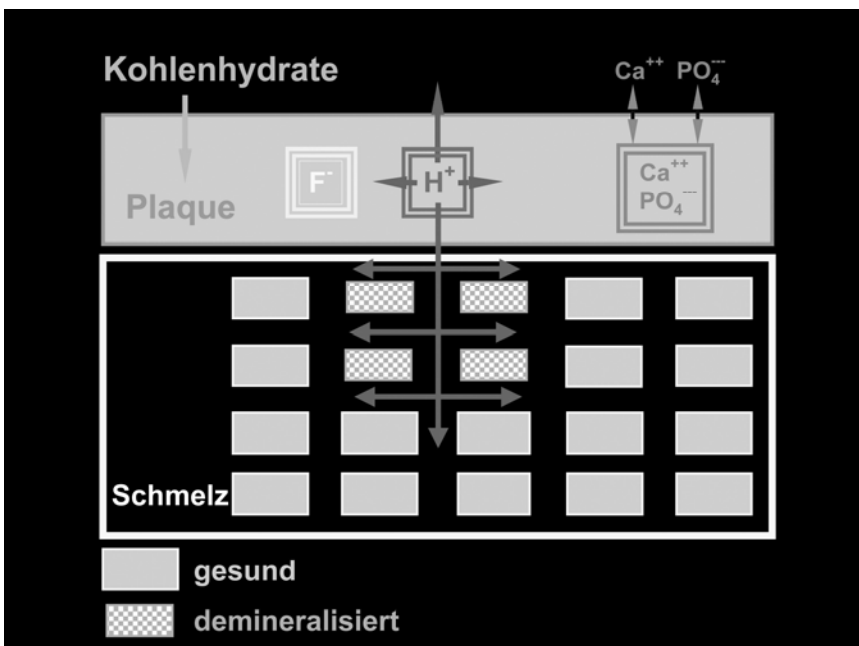 Kohlenhydrate
Ca⁺⁺ PO₄⁻⁻⁻
F⁻
H⁺
Ca⁺⁺
PO₄⁻⁻⁻
Plaque
Schmelz
gesund
demineralisiert